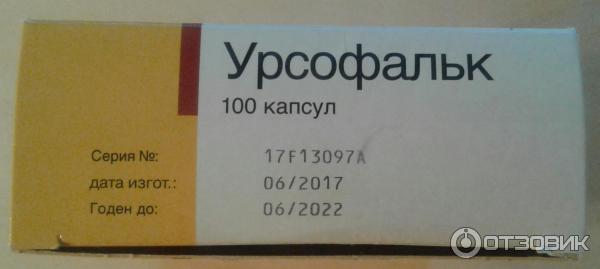 Урсофальк
100 капсул
Серия №: 17F13097A
дата изгот.: 06/2017
Годен до: 06/2022
ОТЗОВИК